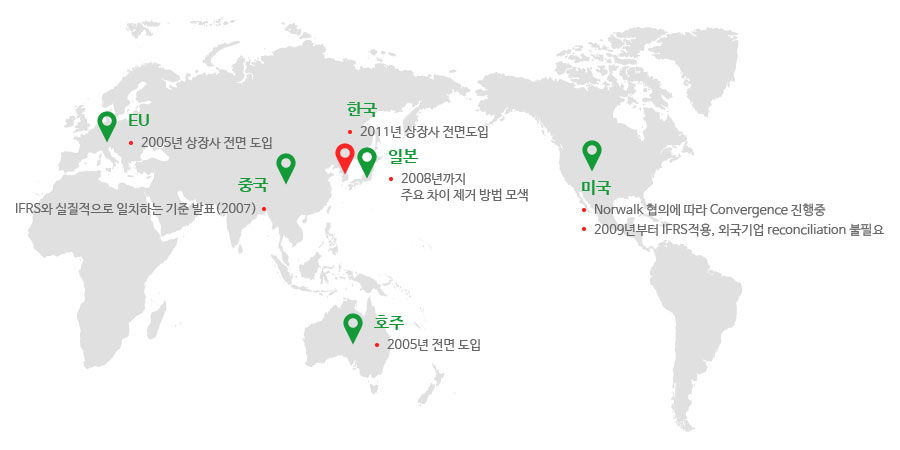 한국
2011년 상장사 전면도입
EU
2005년 상장사 전면 도입
일본
2008년까지
주요 차이 제거 방법 모색
중국
IFRS와 실질적으로 일치하는 기준 발표(2007)
미국
Norwalk 협의에 따라 Convergence 진행중
2009년부터 IFRS적용, 외국기업 reconciliation 불필요
호주
2005년 전면 도입